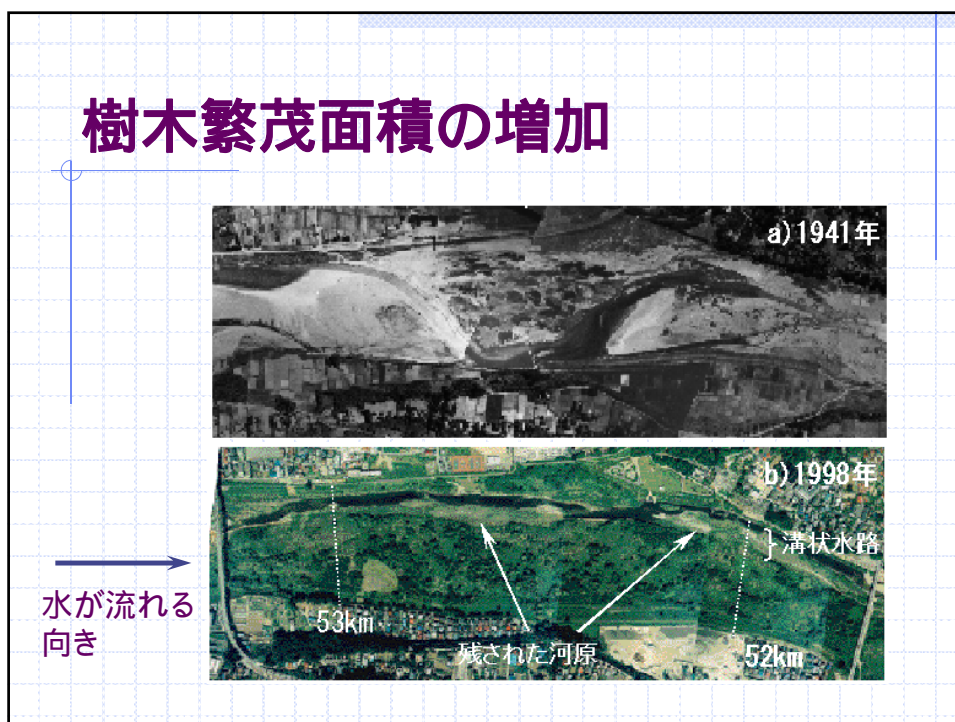 樹木繁茂面積の増加
a)1941年
b)1998年
溝状水路
水が流れる
向き
53km
残された河原
52km